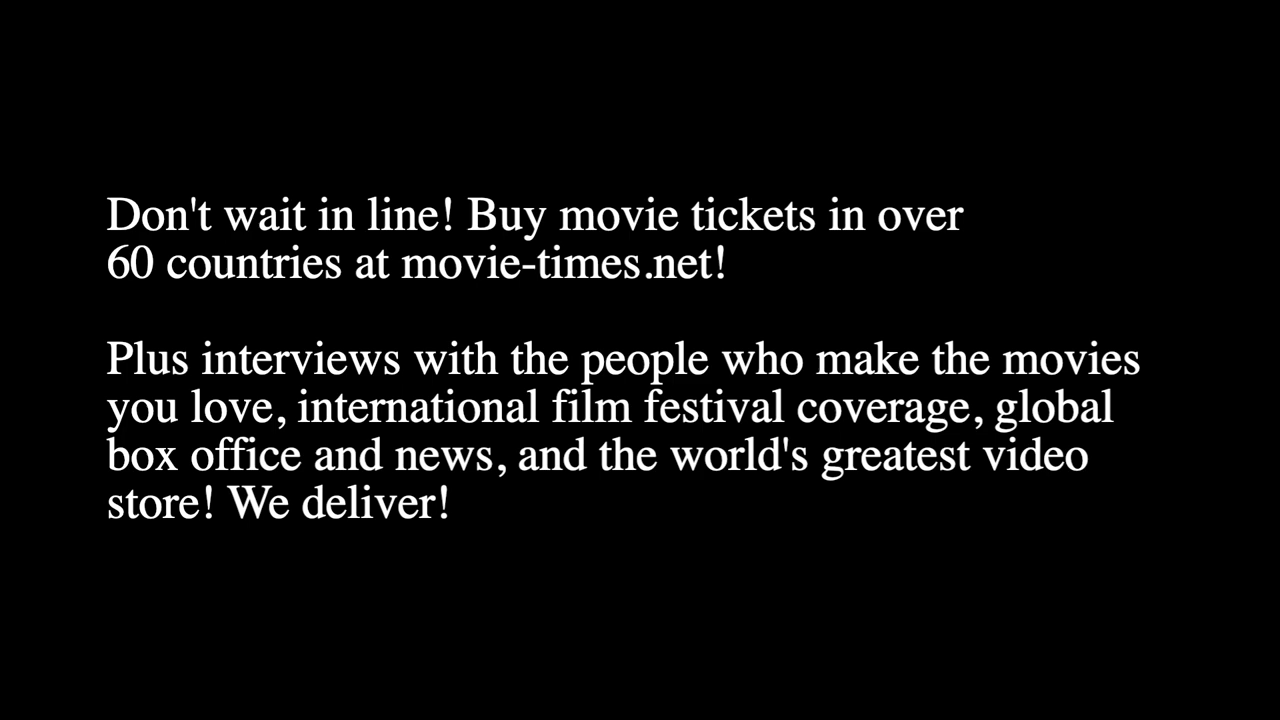 Don't wait in line! Buy movie tickets in over
60 countries at movie-times.net!
Plus interviews with the people who make the movies
you love, international film festival coverage, global
box office and news, and the world's greatest video
store! We deliver!